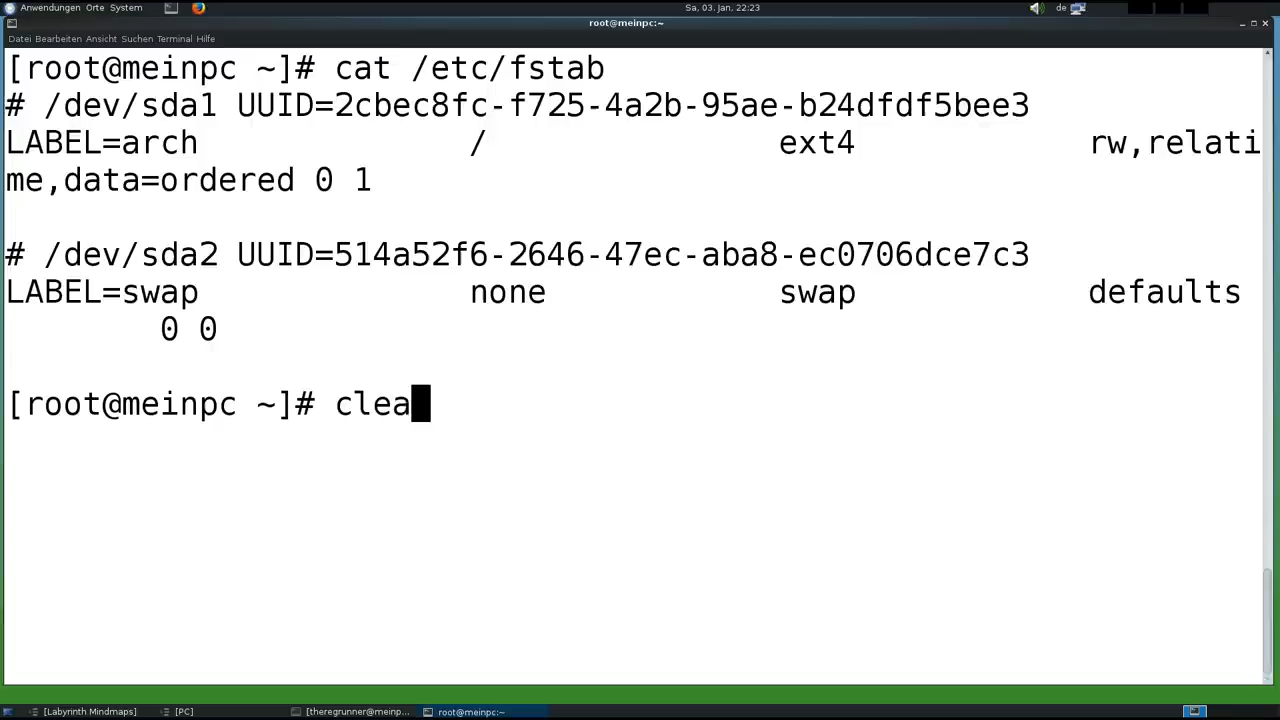 Anwendungen Orte System
Sa, 03. Jan, 22:23
de
root@meinpc:~
Datei Bearbeiten Ansicht Suchen Terminal Hilfe
[root@meinpc ~]# cat /etc/fstab
# /dev/sda1 UUID=2cbec8fc-f725-4a2b-95ae-b24dfdf5bee3
LABEL=arch / ext4 rw,relati
me,data=ordered 0 1
# /dev/sda2 UUID=514a52f6-2646-47ec-aba8-ec0706dce7c3
LABEL=swap none swap defaults
0 0
[root@meinpc ~]# clea
[Labyrinth Mindmaps]
[PC]
[theregrunner@meinp...
root@meinpc:~